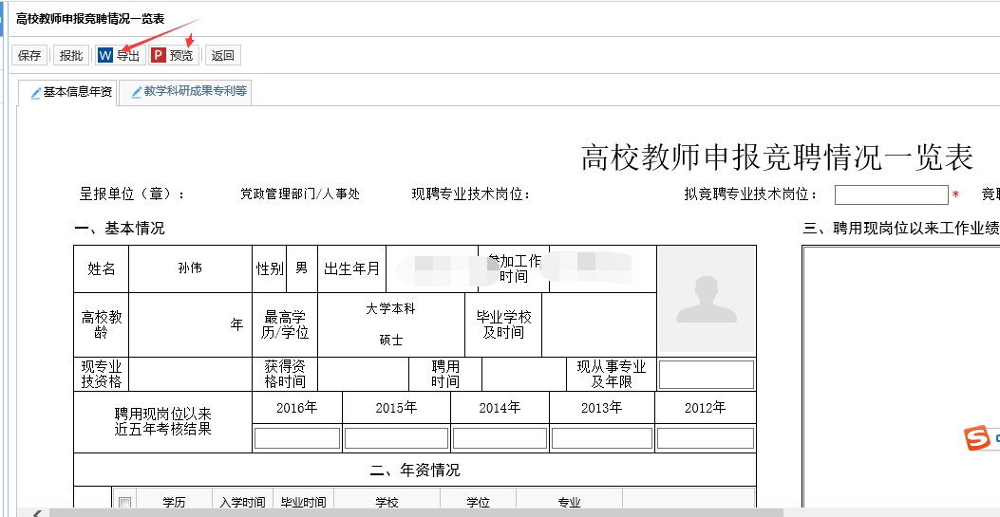 高校教师申报竞聘情况一览表
保存 报批 W 导出 P 预览 返回
基本信息年资 教学科研成果专利等
高校教师申报竞聘情况一览表
呈报单位（章）： 党政管理部门/人事处 现聘专业技术岗位： 拟竞聘专业技术岗位： * 竞聘
一、基本情况 三、聘用现岗位以来工作业绩
姓名 孙伟 性别 男 出生年月 参加工作
时间
高校教
龄 年 最高学
历/学位 大学本科
硕士 毕业学校
及时间
现专业
技资格 获得资
格时间 聘用
时间 现从事专业
及年限
聘用现岗位以来
近五年考核结果 2016年 2015年 2014年 2013年 2012年
二、年资情况
学历 入学时间 毕业时间 学校 学位 专业